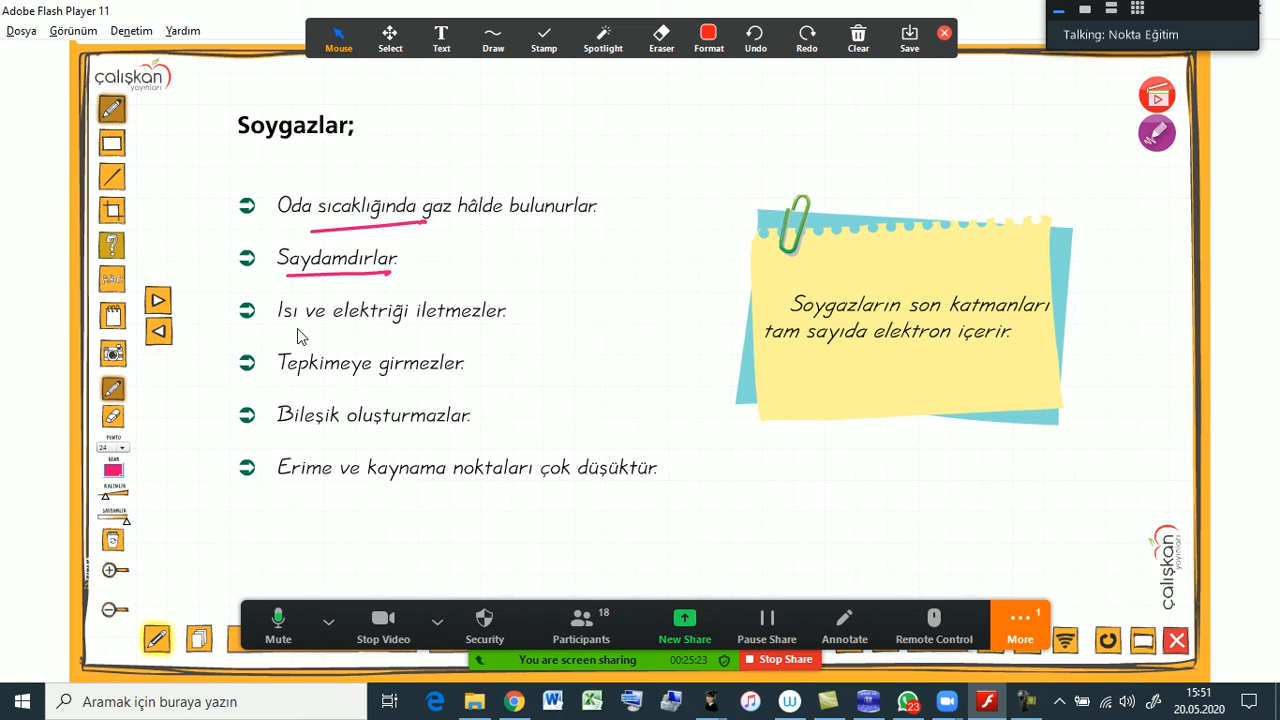 Adobe Flash Player 11
Dosya Görünüm Denetim Yardım
Mouse Select Text Draw Stamp Spotlight Eraser Format Undo Redo Clear Save
Talking: Nokta Eğitim
çalışkan
yayınları
Soygazlar;
Oda sıcaklığında gaz hâlde bulunurlar.
Saydamdırlar.
Isı ve elektriği iletmezler.
Tepkimeye girmezler.
Bileşik oluşturmazlar.
Erime ve kaynama noktaları çok düşüktür.
Soygazların son katmanları
tam sayıda elektron içerir.
24
çalışkan
yayınları
18
1
Mute Stop Video Security Participants New Share Pause Share Annotate Remote Control More
You are screen sharing 00:25:23 Stop Share
Aramak için buraya yazın
23
15:51
20.05.2020